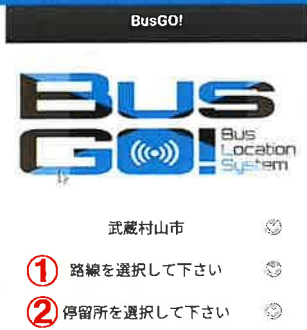 BusGO!
Bus
GO!
Bus
Location
System
武蔵村山市
① 路線を選択して下さい
② 停留所を選択して下さい